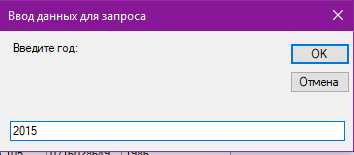 Ввод данных для запроса
Введите год:
OK
Отмена
2015